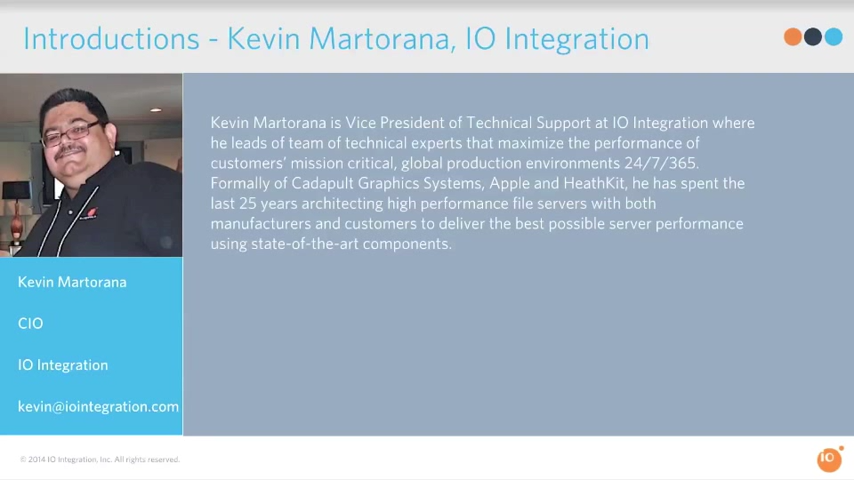 Introductions - Kevin Martorana, IO Integration
Kevin Martorana is Vice President of Technical Support at IO Integration where
he leads of team of technical experts that maximize the performance of
customers' mission critical, global production environments 24/7/365.
Formally of Cadapult Graphics Systems, Apple and HeathKit, he has spent the
last 25 years architecting high performance file servers with both
manufacturers and customers to deliver the best possible server performance
using state-of-the-art components.
Kevin Martorana
CIO
IO Integration
kevin@iointegration.com
© 2014 IO Integration, Inc. All rights reserved.
IO